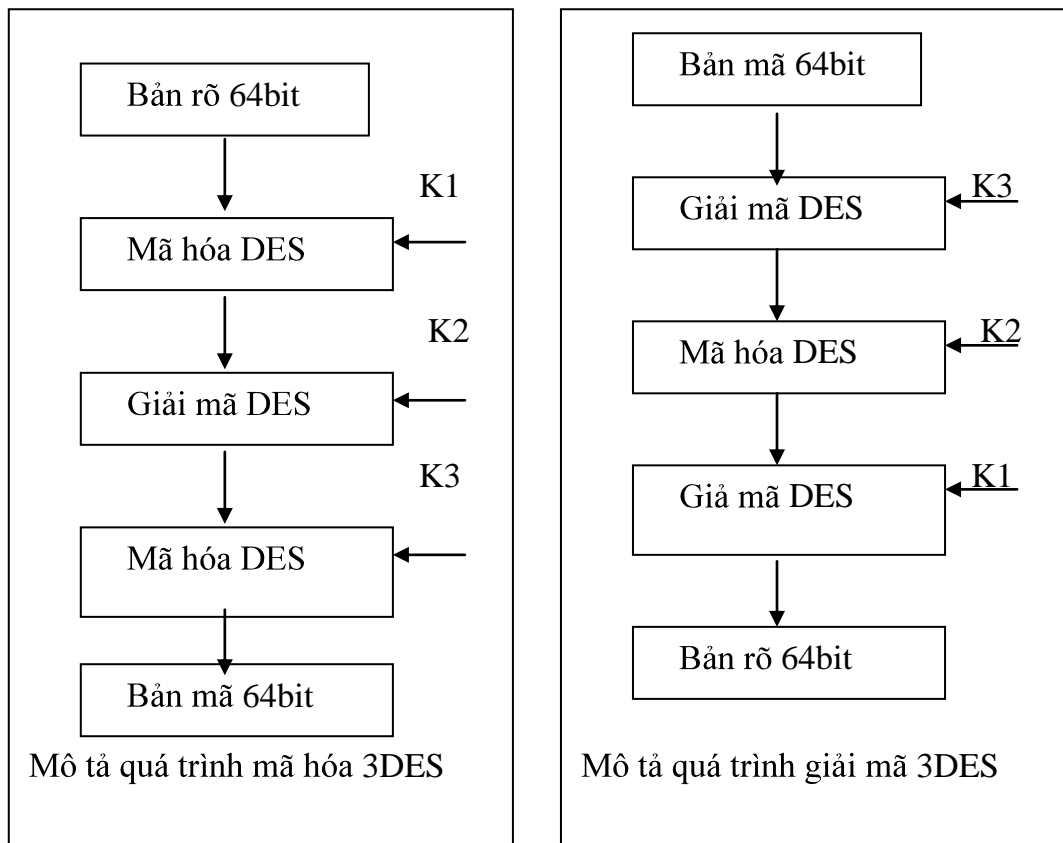 Bản rõ 64bit
K1
Mã hóa DES
K2
Giải mã DES
K3
Mã hóa DES
Bản mã 64bit
Mô tả quá trình mã hóa 3DES
Bản mã 64bit
K3
Giải mã DES
K2
Mã hóa DES
K1
Giả mã DES
Bản rõ 64bit
Mô tả quá trình giải mã 3DES